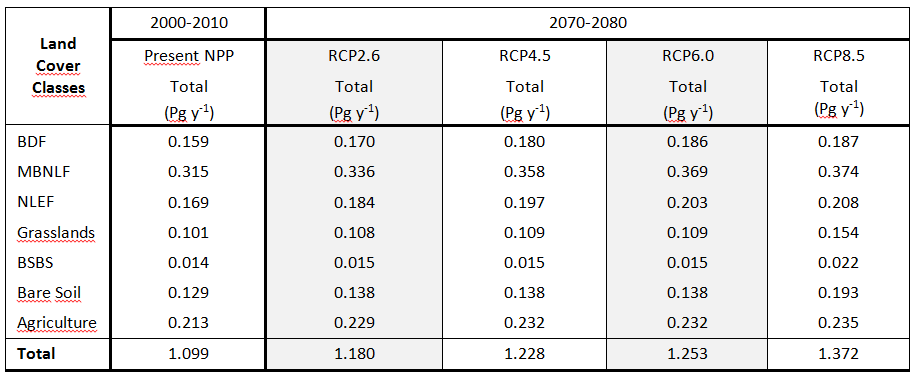 2000-2010 2070-2080
Land Cover Classes Present NPP RCP2.6 RCP4.5 RCP6.0 RCP8.5
Total Total Total Total Total
(Pg y-1) (Pg y-1) (Pg y-1) (Pg y-1) (Pg y-1)
BDF 0.159 0.170 0.180 0.186 0.187
MBNLF 0.315 0.336 0.358 0.369 0.374
NLEF 0.169 0.184 0.197 0.203 0.208
Grasslands 0.101 0.108 0.109 0.109 0.154
BSBS 0.014 0.015 0.015 0.015 0.022
Bare Soil 0.129 0.138 0.138 0.138 0.193
Agriculture 0.213 0.229 0.232 0.232 0.235
Total 1.099 1.180 1.228 1.253 1.372